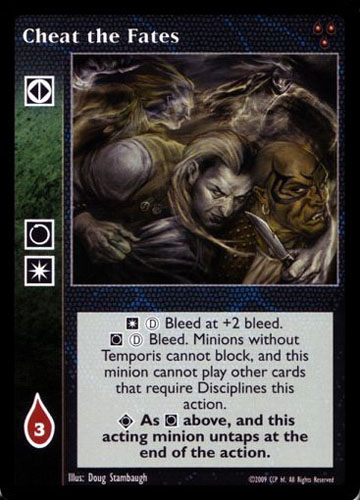 Cheat the Fates
Ⓓ Bleed at +2 bleed.
Ⓓ Bleed. Minions without
Temporis cannot block, and this
minion cannot play other cards
that require Disciplines this
action.
As above, and this
acting minion untaps at the
end of the action.
3
Illus: Doug Stambaugh
©2009 CCP hf. All Rights Reserved